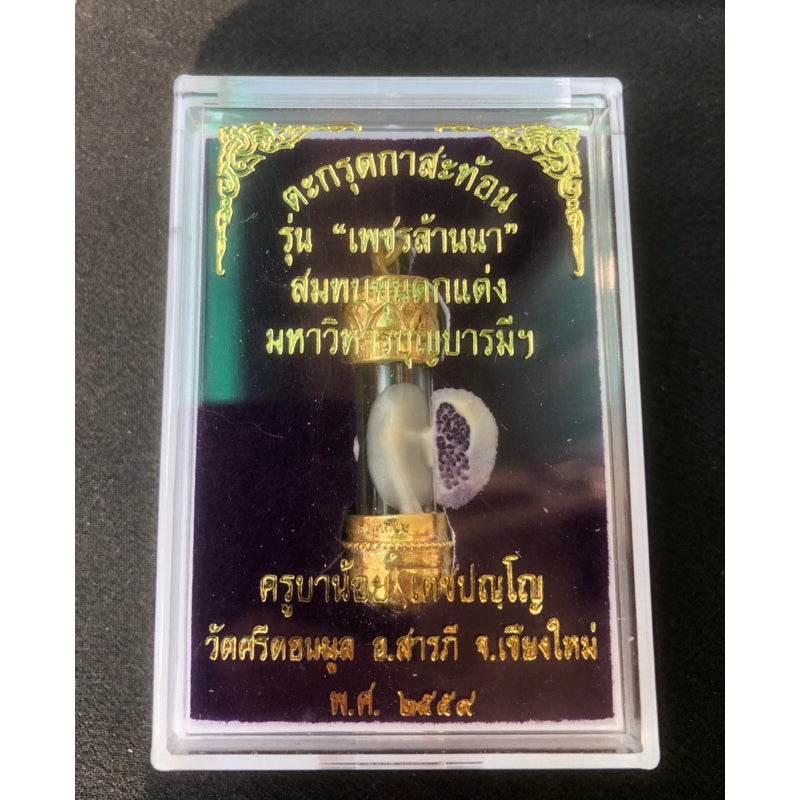 ตะกรุดกาสะท้อน
รุ่น “เพชรล้านนา”
สมทบทุนตกแต่ง
มหาวิหารบุญบารมีฯ
ครูบาน้อย เตชปญฺโญ
วัดศรีดอนมูล อ.สารภี จ.เชียงใหม่
พ.ศ. ๒๕๕๙